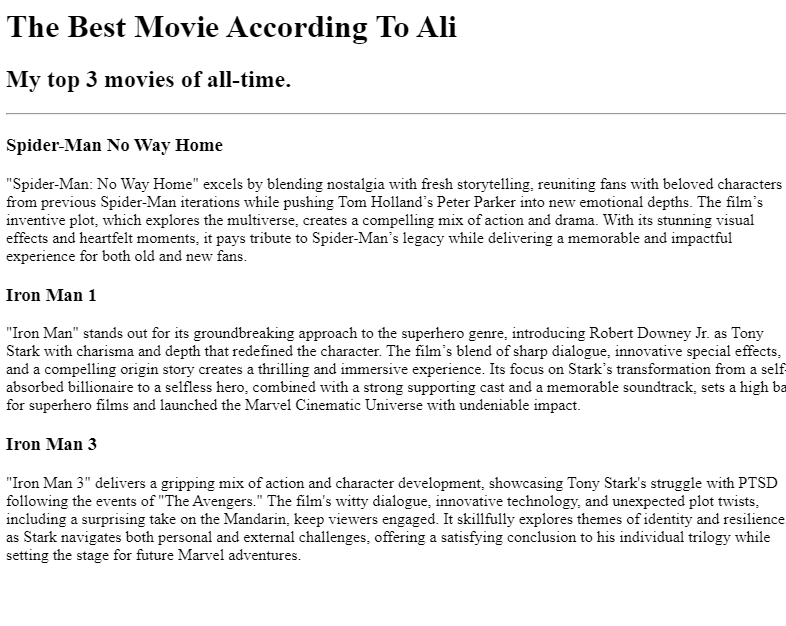 The Best Movie According To Ali
My top 3 movies of all-time.
Spider-Man No Way Home
"Spider-Man: No Way Home" excels by blending nostalgia with fresh storytelling, reuniting fans with beloved characters
from previous Spider-Man iterations while pushing Tom Holland’s Peter Parker into new emotional depths. The film’s
inventive plot, which explores the multiverse, creates a compelling mix of action and drama. With its stunning visual
effects and heartfelt moments, it pays tribute to Spider-Man’s legacy while delivering a memorable and impactful
experience for both old and new fans.
Iron Man 1
"Iron Man" stands out for its groundbreaking approach to the superhero genre, introducing Robert Downey Jr. as Tony
Stark with charisma and depth that redefined the character. The film’s blend of sharp dialogue, innovative special effects,
and a compelling origin story creates a thrilling and immersive experience. Its focus on Stark’s transformation from a self-
absorbed billionaire to a selfless hero, combined with a strong supporting cast and a memorable soundtrack, sets a high ba
for superhero films and launched the Marvel Cinematic Universe with undeniable impact.
Iron Man 3
"Iron Man 3" delivers a gripping mix of action and character development, showcasing Tony Stark's struggle with PTSD
following the events of "The Avengers." The film's witty dialogue, innovative technology, and unexpected plot twists,
including a surprising take on the Mandarin, keep viewers engaged. It skillfully explores themes of identity and resilience
as Stark navigates both personal and external challenges, offering a satisfying conclusion to his individual trilogy while
setting the stage for future Marvel adventures.